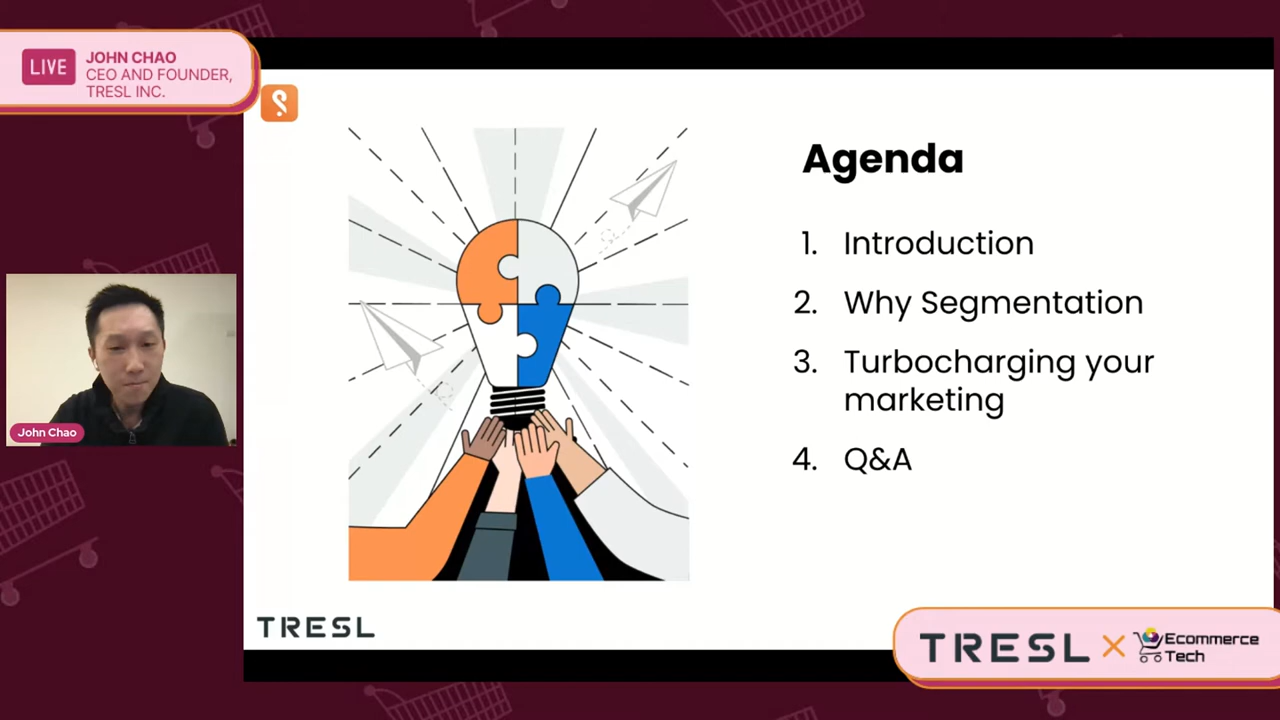 LIVE
JOHN CHAO
CEO AND FOUNDER,
TRESL INC.
Agenda
1. Introduction
2. Why Segmentation
3. Turbocharging your
marketing
4. Q&A
John Chao
TRESL
TRESL X Ecommerce
Tech